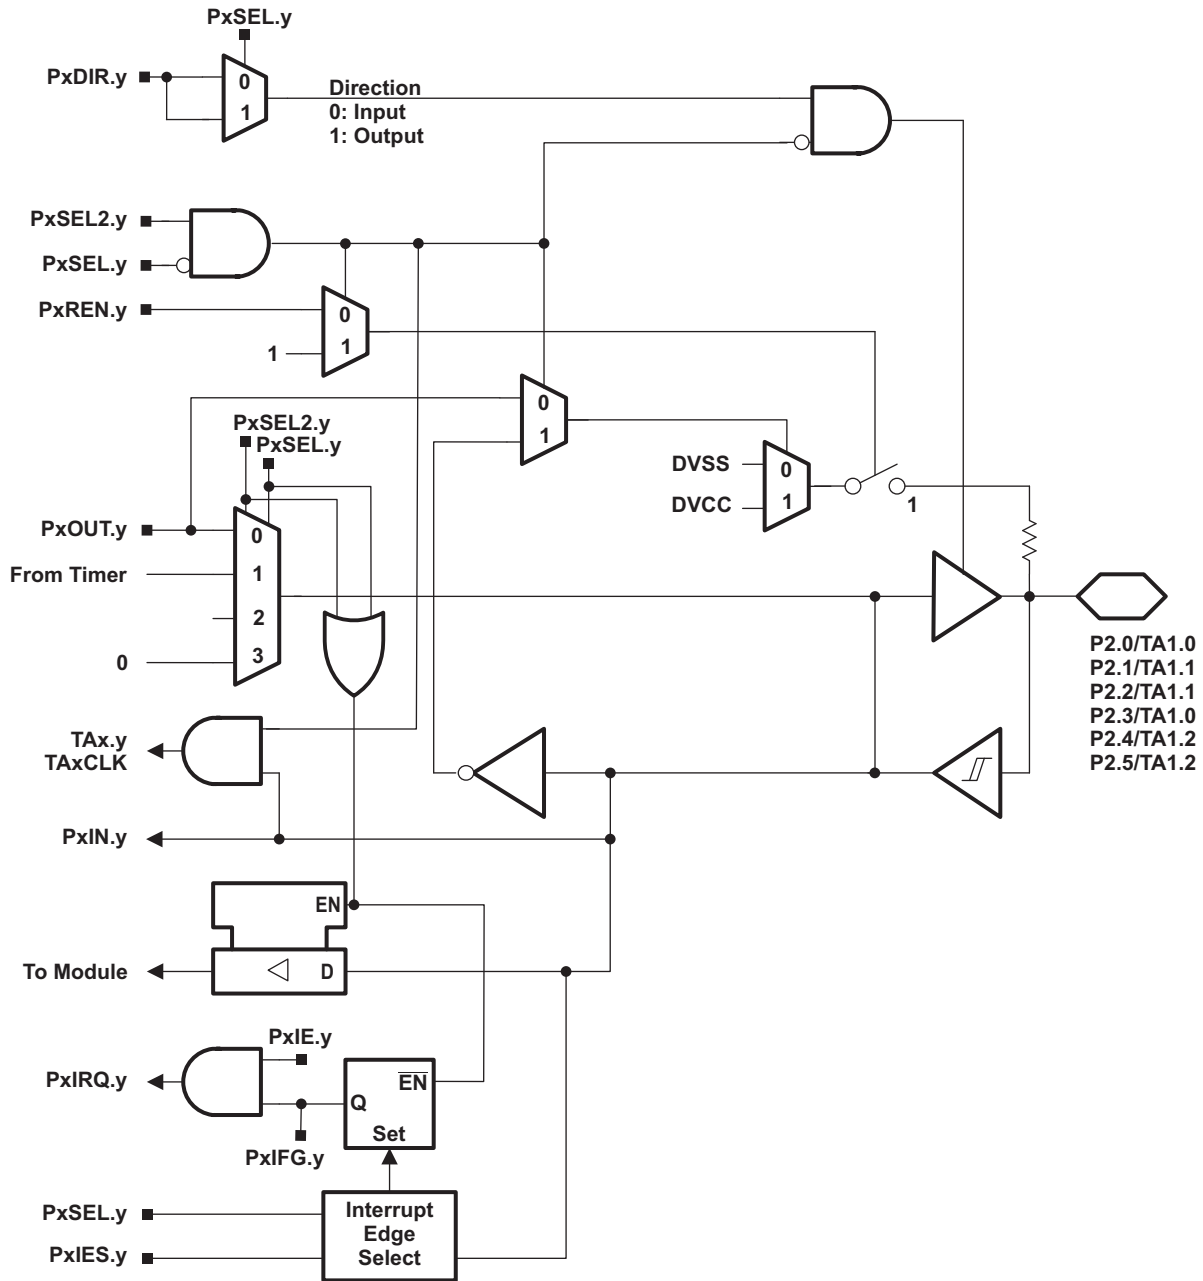 PxSEL.y
PxDIR.y
0
1
Direction
0: Input
1: Output
PxSEL2.y
PxSEL.y
PxREN.y
0
1
1
PxSEL2.y
PxSEL.y
0
1
DVSS
DVCC
0
1
1
PxOUT.y
From Timer
0
0
1
2
3
P2.0/TA1.0
P2.1/TA1.1
P2.2/TA1.1
P2.3/TA1.0
P2.4/TA1.2
P2.5/TA1.2
TAx.y
TAxCLK
PxIN.y
EN
To Module
D
PxIE.y
PxIRQ.y
EN
Q
Set
PxIFG.y
PxSEL.y
PxIES.y
Interrupt
Edge
Select